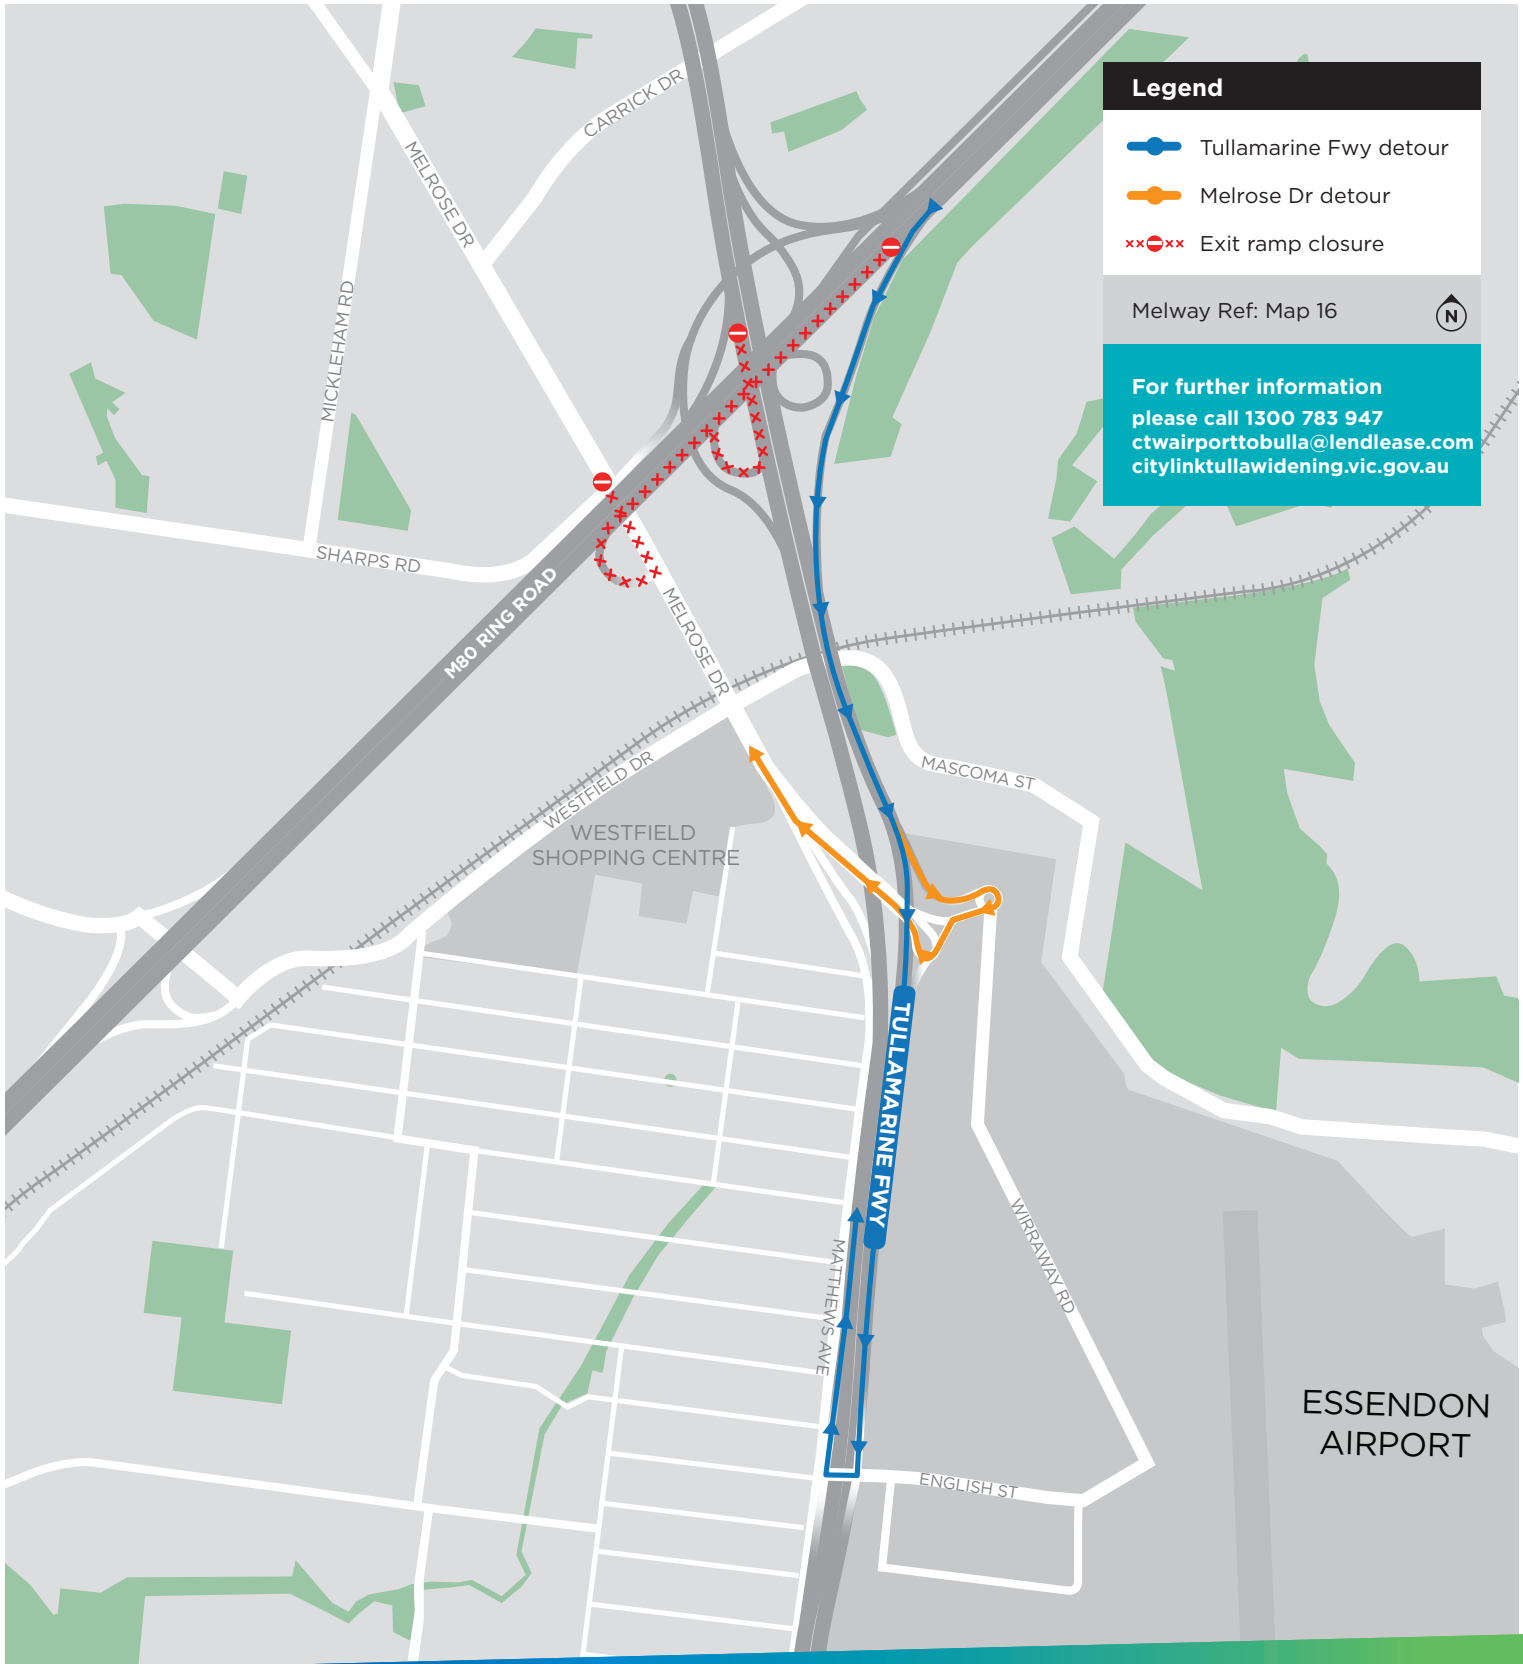 Legend
Tullamarine Fwy detour
Melrose Dr detour
Exit ramp closure
Melway Ref: Map 16
N
For further information
please call 1300 783 947
ctwairporttobulla@lendlease.com
citylinktullawidening.vic.gov.au
CARRICK DR
MELROSE DR
MICKLEHAM RD
SHARPS RD
M80 RING ROAD
MELROSE DR
WESTFIELD DR
MASCOMA ST
WESTFIELD
SHOPPING CENTRE
TULLAMARINE FWY
WIRRAWAY RD
MATTHEWS AVE
ESSENDON
AIRPORT
ENGLISH ST